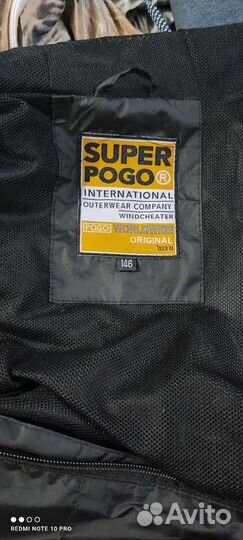 SUPER
POGO®
INTERNATIONAL
OUTERWEAR COMPANY
WINDCHEATER
POGO WORLDWIDE
ORIGINAL
146
REDMI NOTE 10 PRO
Avito